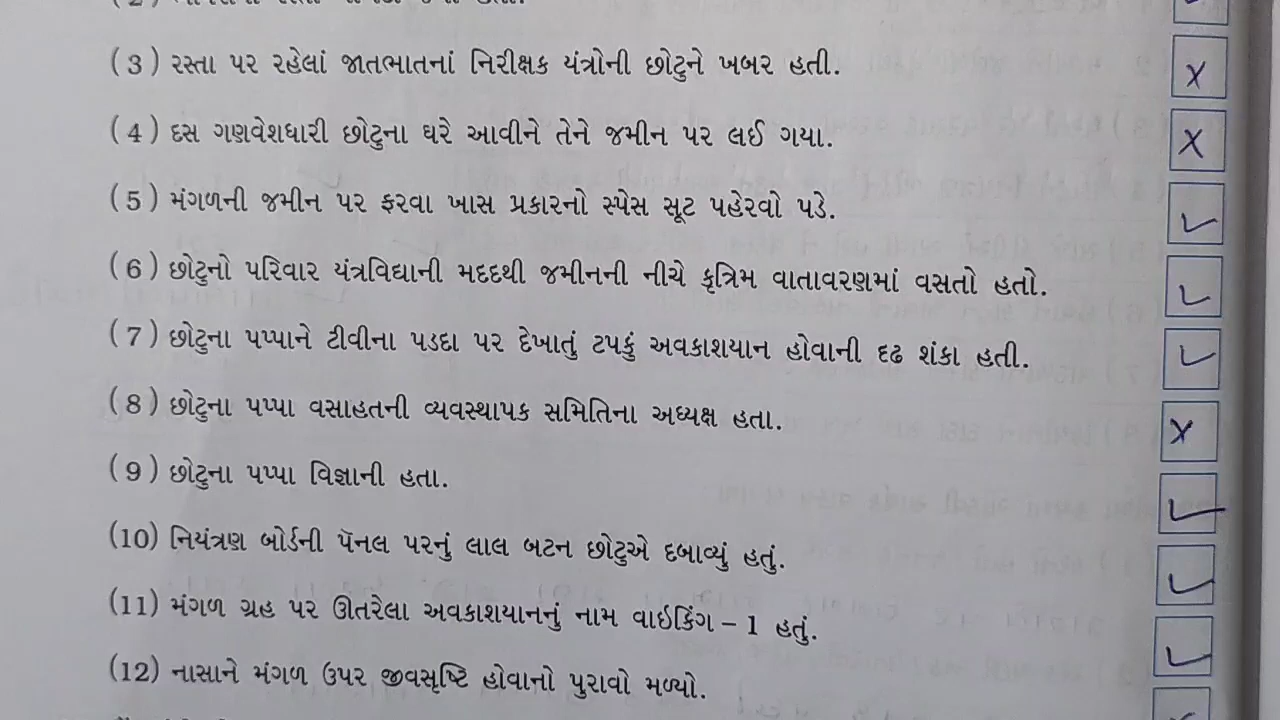 (3) રસ્તા પર રહેલાં જાતભાતનાં નિરીક્ષક યંત્રોની છોટુને ખબર હતી. ✗
(4) દસ ગણવેશધારી છોટુના ઘરે આવીને તેને જમીન પર લઈ ગયા. ✗
(5) મંગળની જમીન પર ફરવા ખાસ પ્રકારનો સ્પેસ સૂટ પહેરવો પડે. ✓
(6) છોટુનો પરિવાર યંત્રવિદ્યાની મદદથી જમીનની નીચે કૃત્રિમ વાતાવરણમાં વસતો હતો. ✓
(7) છોટુના પપ્પાને ટીવીના પડદા પર દેખાતું ટપકું અવકાશયાન હોવાની દૃઢ શંકા હતી. ✓
(8) છોટુના પપ્પા વસાહતની વ્યવસ્થાપક સમિતિના અધ્યક્ષ હતા. ✗
(9) છોટુના પપ્પા વિજ્ઞાની હતા. ✓
(10) નિયંત્રણ બોર્ડની પૅનલ પરનું લાલ બટન છોટુએ દબાવ્યું હતું. ✓
(11) મંગળ ગ્રહ પર ઊતરેલા અવકાશયાનનું નામ વાઇકિંગ – 1 હતું. ✓
(12) નાસાને મંગળ ઉપર જીવસૃષ્ટિ હોવાનો પુરાવો મળ્યો.